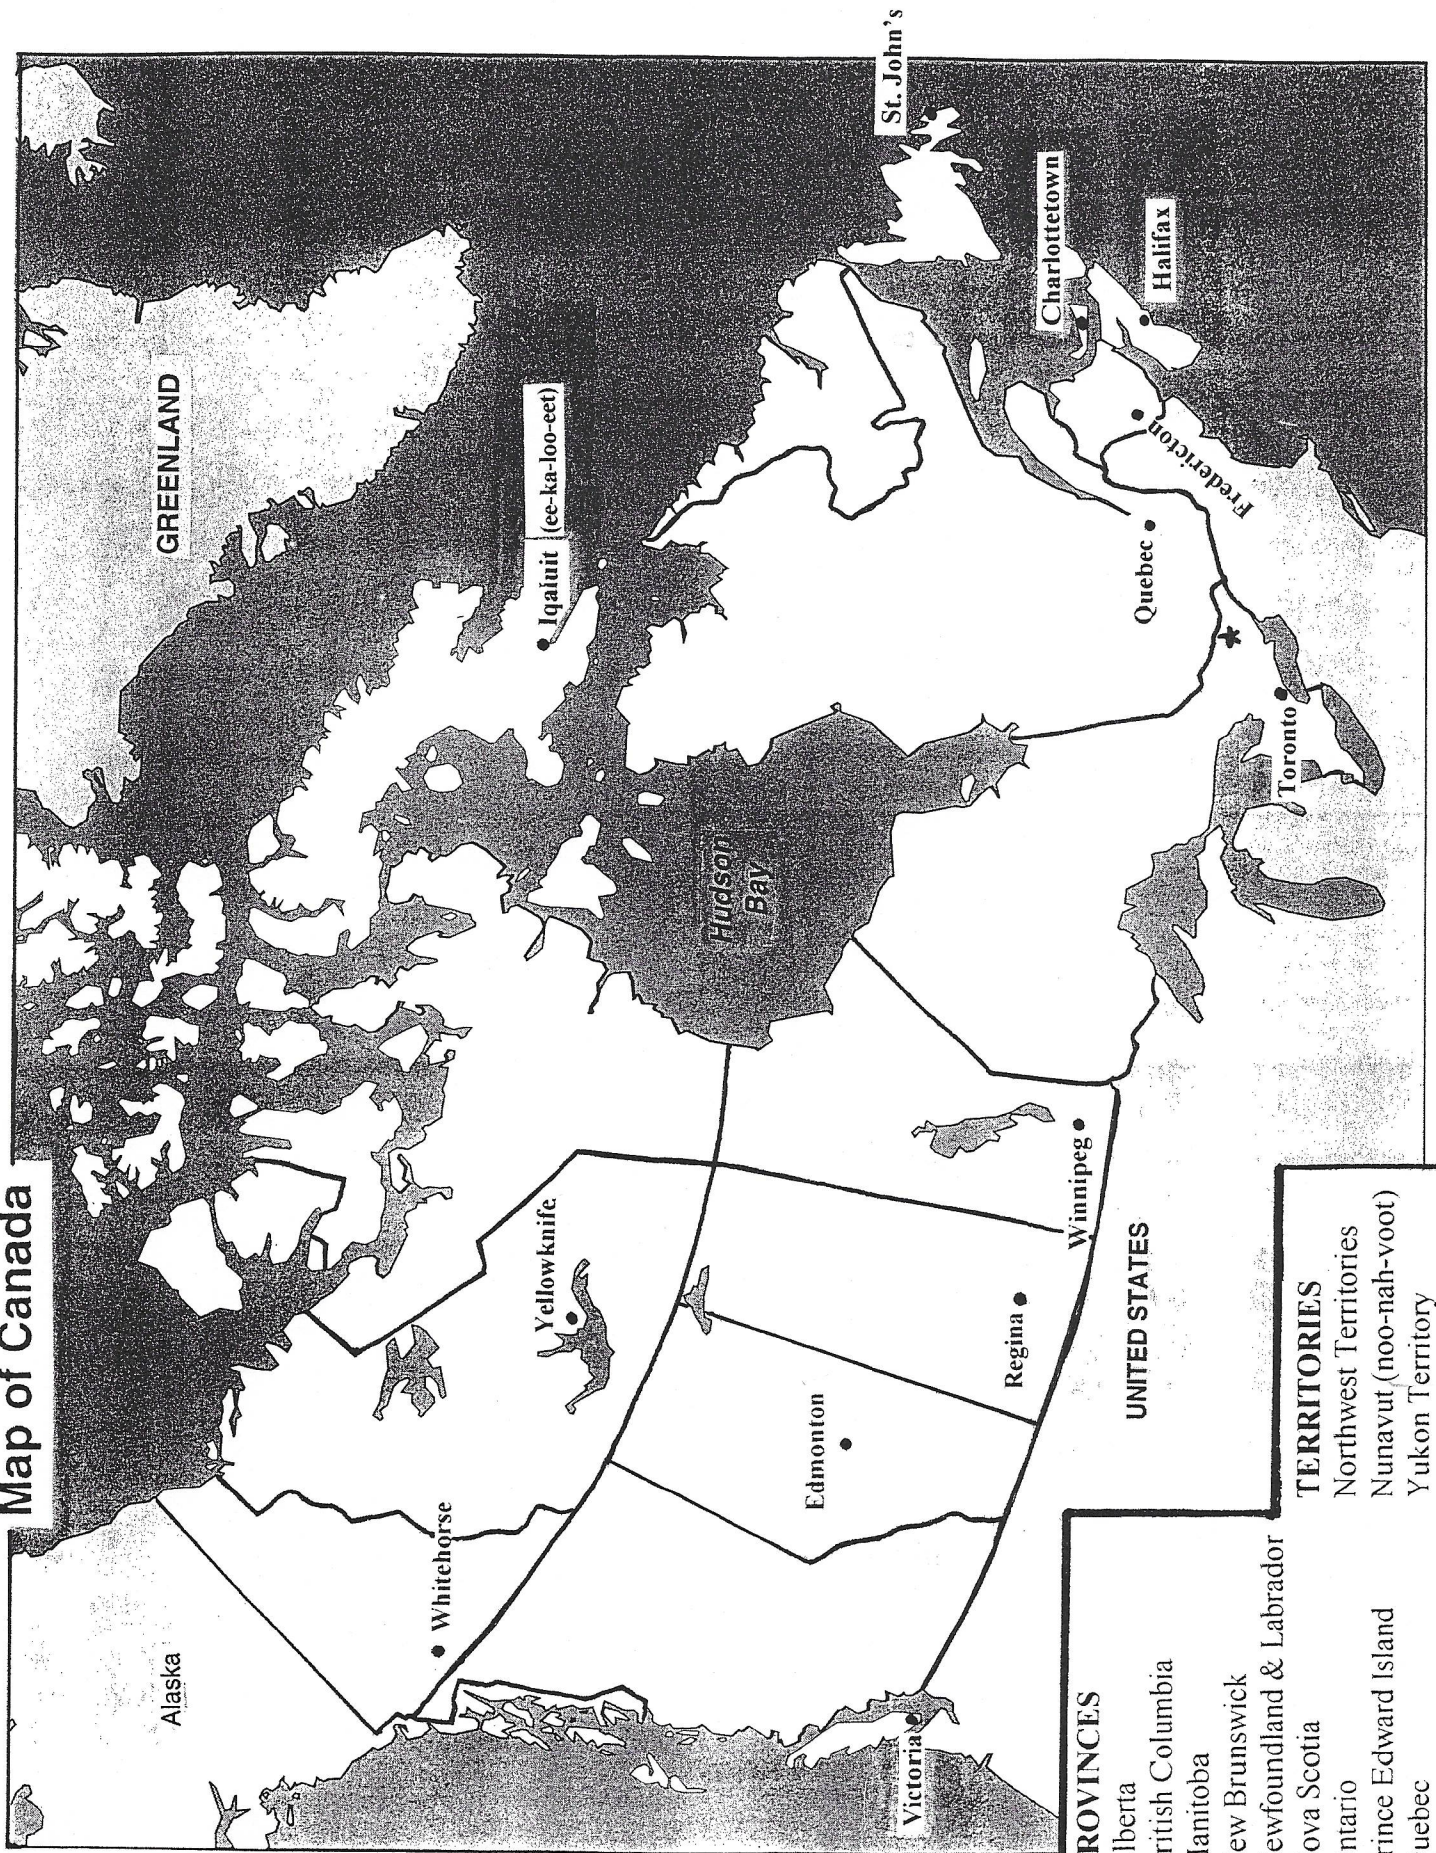 Map of Canada
GREENLAND
Alaska
Iqaiuit (ee-ka-loo-eet)
Whitehorse
Yellowknife
Hudson
Bay
St. John's
Edmonton
Victoria
Regina
Winnipeg
Quebec
Charlottetown
Halifax
Fredericton
Toronto
*
UNITED STATES
ROVINCES
lberta
ritish Columbia
lanitoba
ew Brunswick
ewfoundland & Labrador
ova Scotia
ntario
rince Edward Island
uebec
TERRITORIES
Northwest Territories
Nunavut (noo-nah-voot)
Yukon Territory